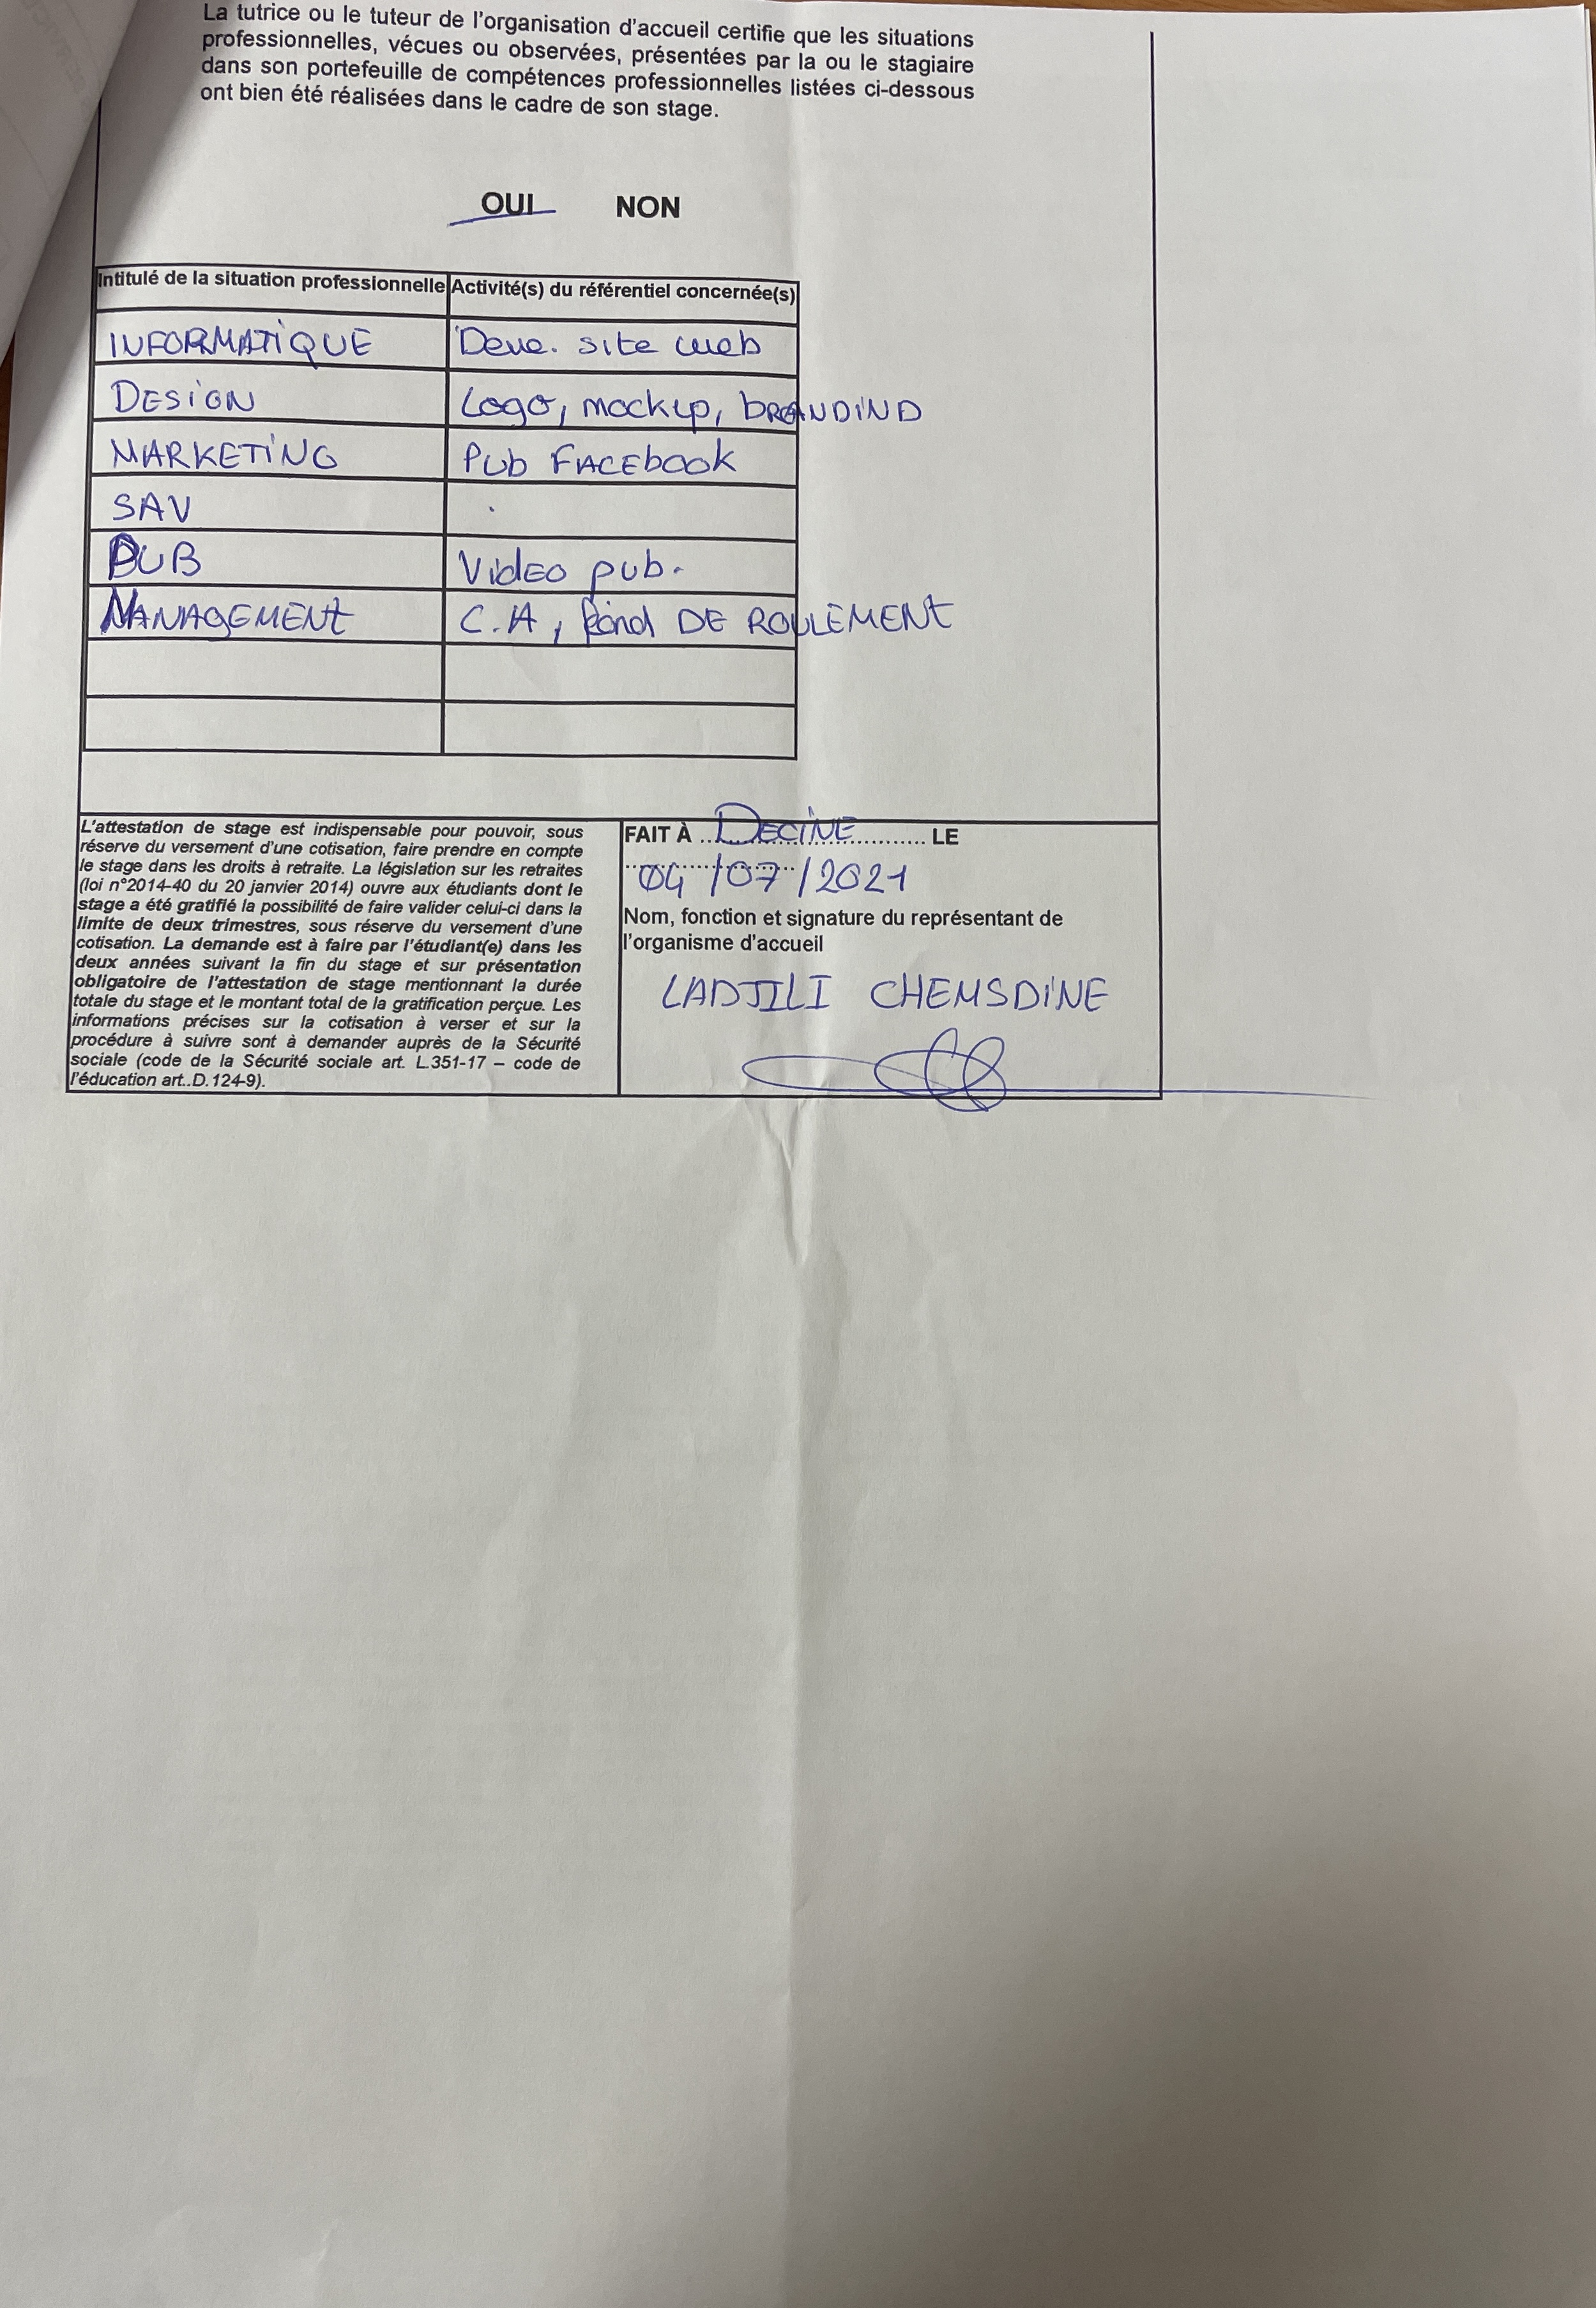 La tutrice ou le tuteur de l'organisation d'accueil certifie que les situations
professionnelles, vécues ou observées, présentées par la ou le stagiaire
dans son portefeuille de compétences professionnelles listées ci-dessous
ont bien été réalisées dans le cadre de son stage.
OUI NON
Intitulé de la situation professionnelle Activité(s) du référentiel concernée(s)
INFORMATIQUE Deve. site web
DESIGN Logo, mockup, bRANDIND
MARKETING Pub FACEbook
SAV
PUB VidEO pub.
MANAGEMENt C.A, fond DE ROULEMENt
L'attestation de stage est indispensable pour pouvoir, sous
réserve du versement d'une cotisation, faire prendre en compte
le stage dans les droits à retraite. La législation sur les retraites
(loi n°2014-40 du 20 janvier 2014) ouvre aux étudiants dont le
stage a été gratifié la possibilité de faire valider celui-ci dans la
limite de deux trimestres, sous réserve du versement d'une
cotisation. La demande est à faire par l'étudiant(e) dans les
deux années suivant la fin du stage et sur présentation
obligatoire de l'attestation de stage mentionnant la durée
totale du stage et le montant total de la gratification perçue. Les
informations précises sur la cotisation à verser et sur la
procédure à suivre sont à demander auprès de la Sécurité
sociale (code de la Sécurité sociale art. L.351-17 – code de
l'éducation art..D.124-9).
FAIT À ..DECINE............ LE
04/07/2021
Nom, fonction et signature du représentant de
l'organisme d'accueil
LADJILI CHEMSDINE